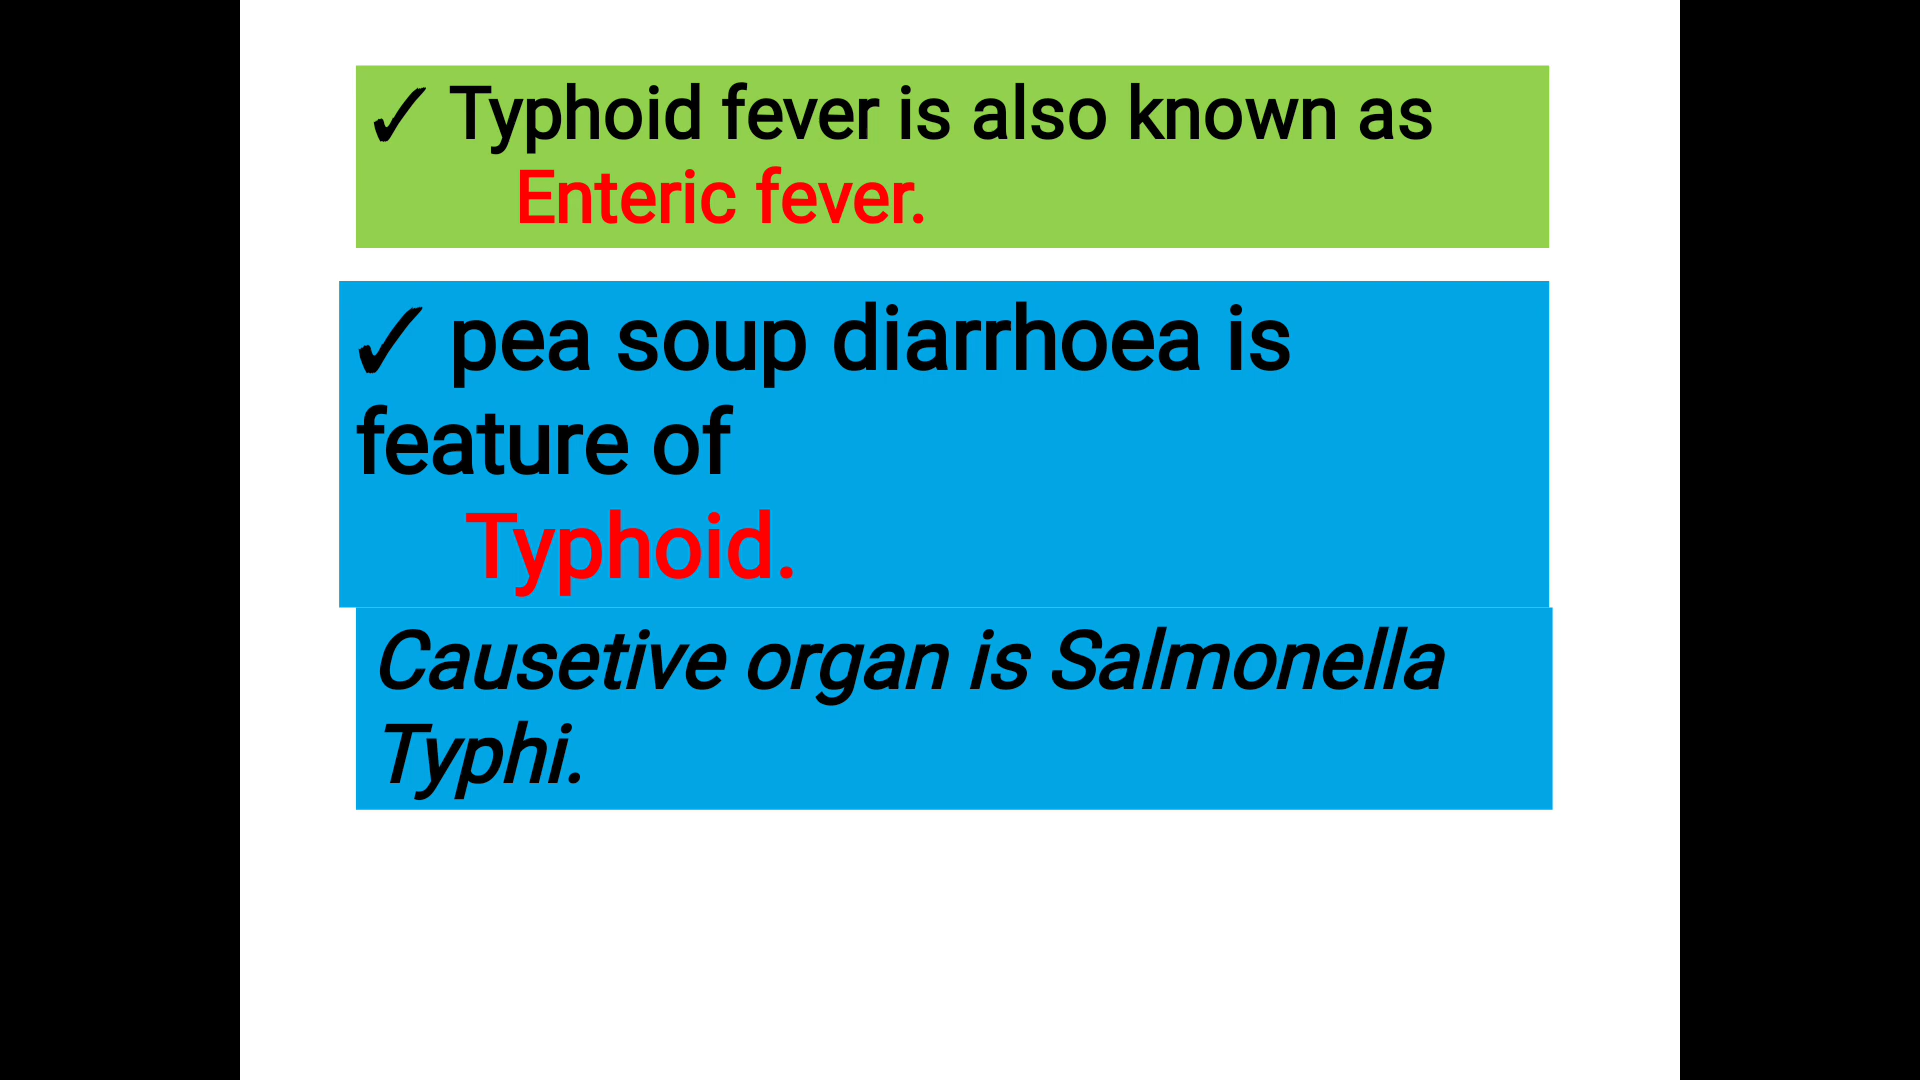 ✓ Typhoid fever is also known as
Enteric fever.
✓ pea soup diarrhoea is
feature of
Typhoid.
Causetive organ is Salmonella
Typhi.